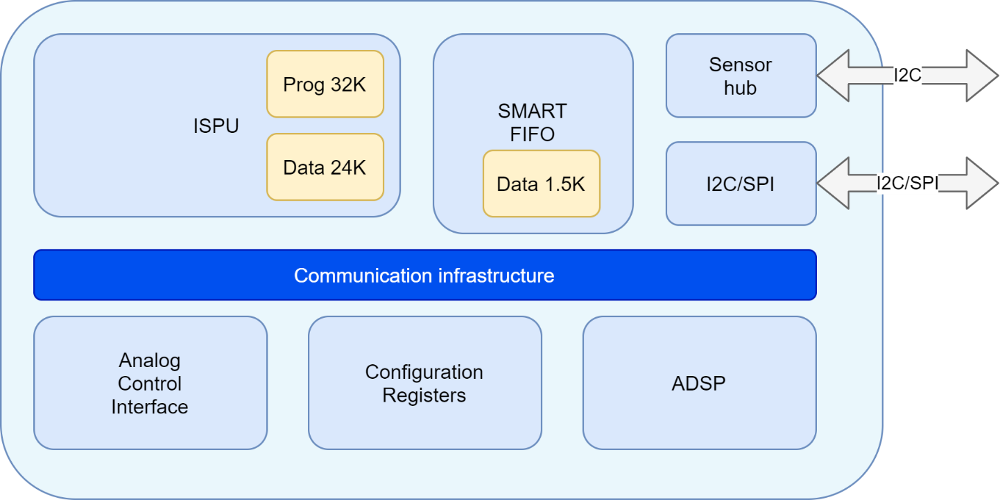 Prog 32K
ISPU
Data 24K
SMART
FIFO
Data 1.5K
Sensor
hub
I2C
I2C/SPI
I2C/SPI
Communication infrastructure
Analog
Control
Interface
Configuration
Registers
ADSP